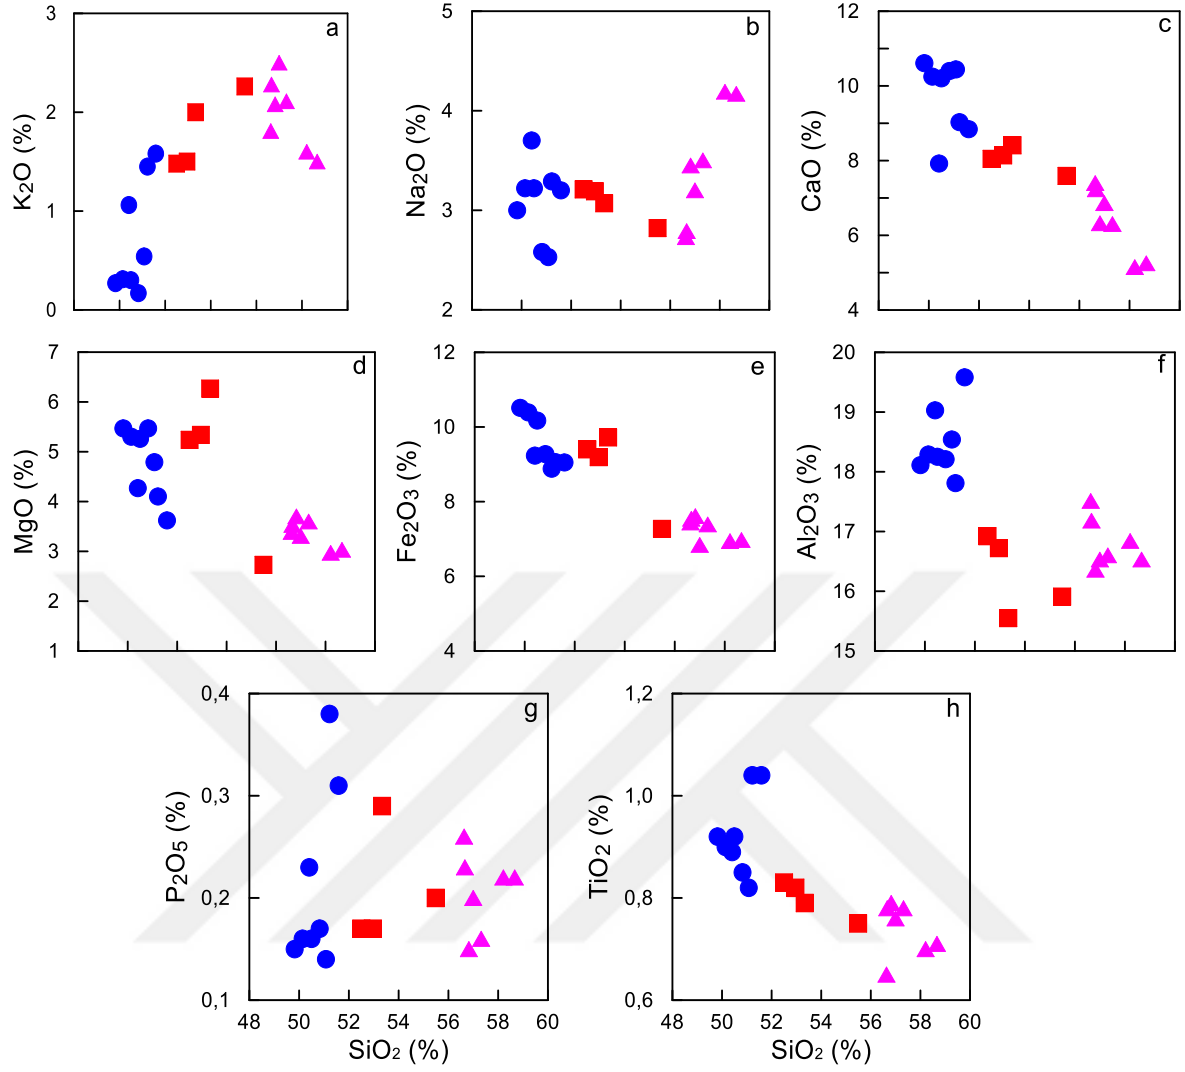 3
2
1
0
K2O (%)
a
5
4
3
2
Na2O (%)
b
12
10
8
6
4
CaO (%)
c
7
6
5
4
3
2
1
MgO (%)
d
12
10
8
6
4
Fe2O3 (%)
e
20
19
18
17
16
15
Al2O3 (%)
f
0,4
0,3
0,2
0,1
P2O5 (%)
g
48 50 52 54 56 58 60
SiO2 (%)
1,2
1,0
0,8
0,6
TiO2 (%)
h
48 50 52 54 56 58 60
SiO2 (%)